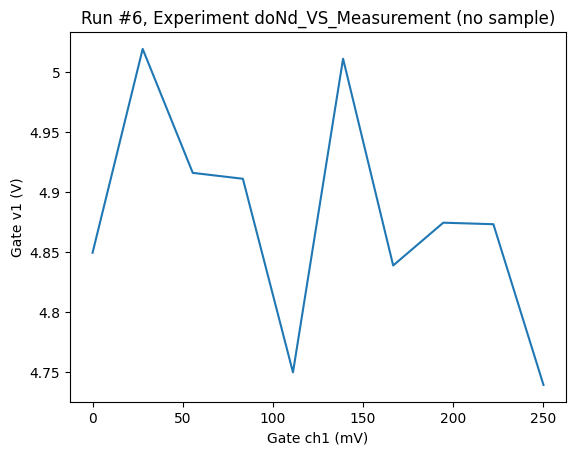 Run #6, Experiment doNd_VS_Measurement (no sample)
5
4.95
4.9
4.85
4.8
4.75
Gate v1 (V)
0 50 100 150 200 250
Gate ch1 (mV)